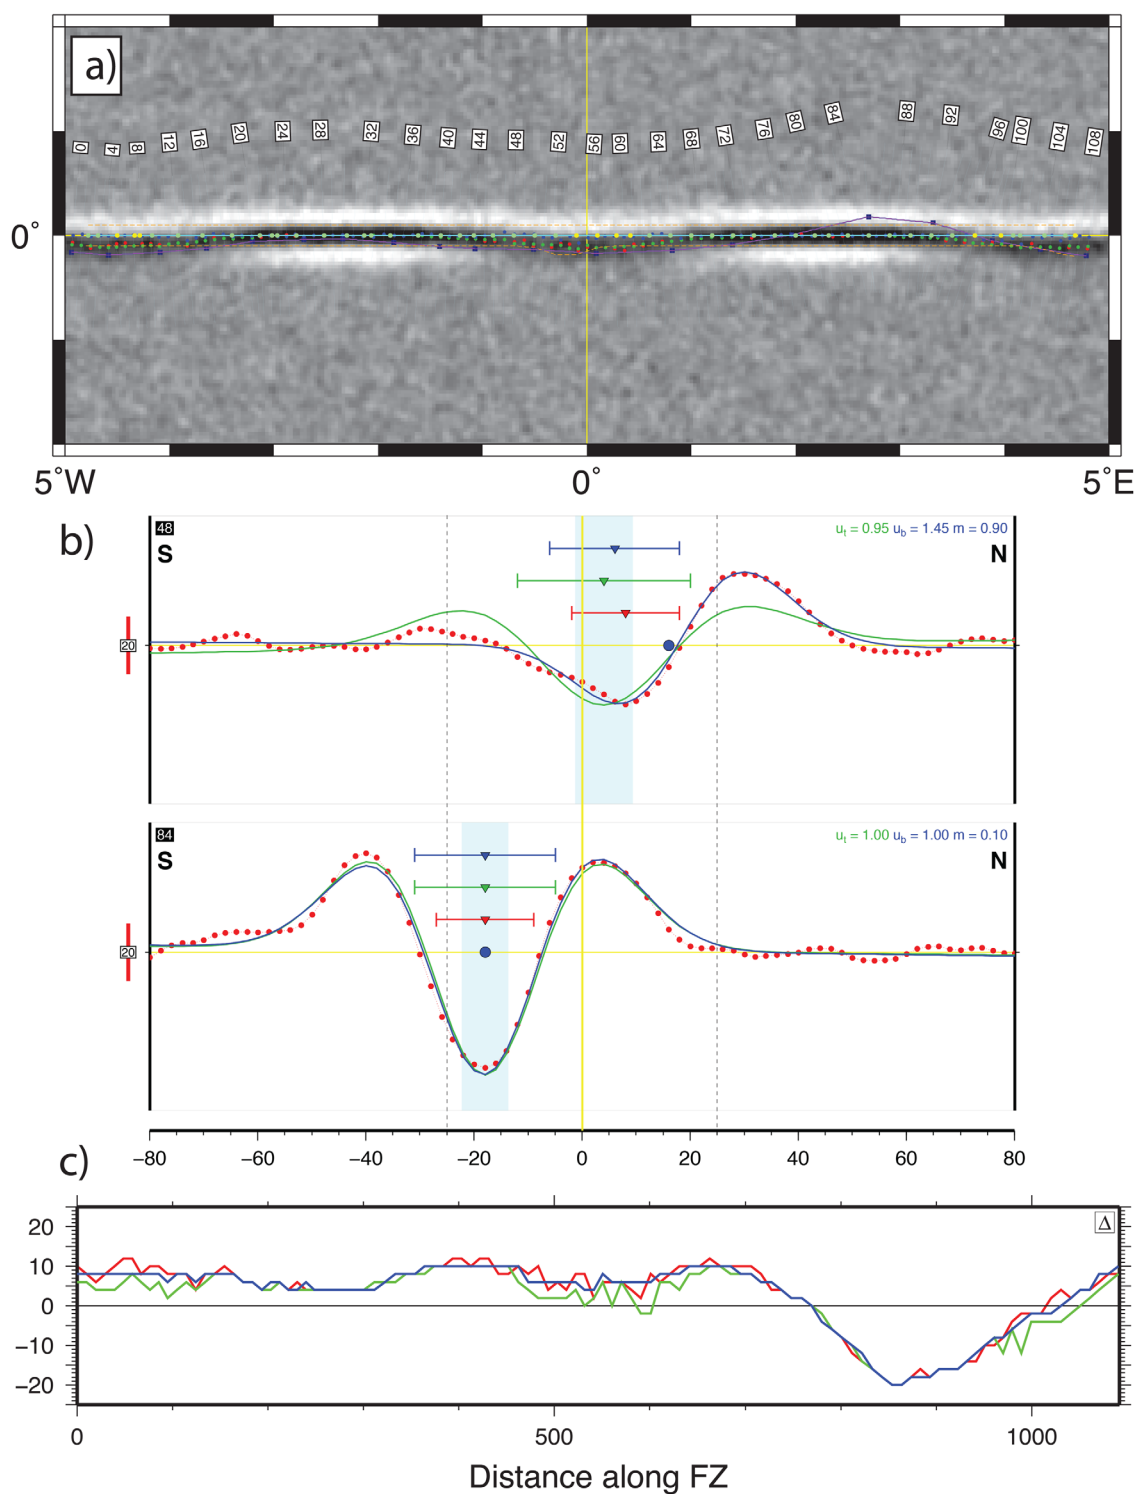 a)
0 4 8 12 16 20 24 28 32 36 40 44 48 52 56 60 64 68 72 76 80 84 88 92 96 100 104 108
0°
5°W 0° 5°E
b)
48
S
uₜ = 0.95 u_b = 1.45 m = 0.90
N
20
84
S
uₜ = 1.00 u_b = 1.00 m = 0.10
N
20
−80 −60 −40 −20 0 20 40 60 80
c)
Δ
20
10
0
−10
−20
0 500 1000
Distance along FZ